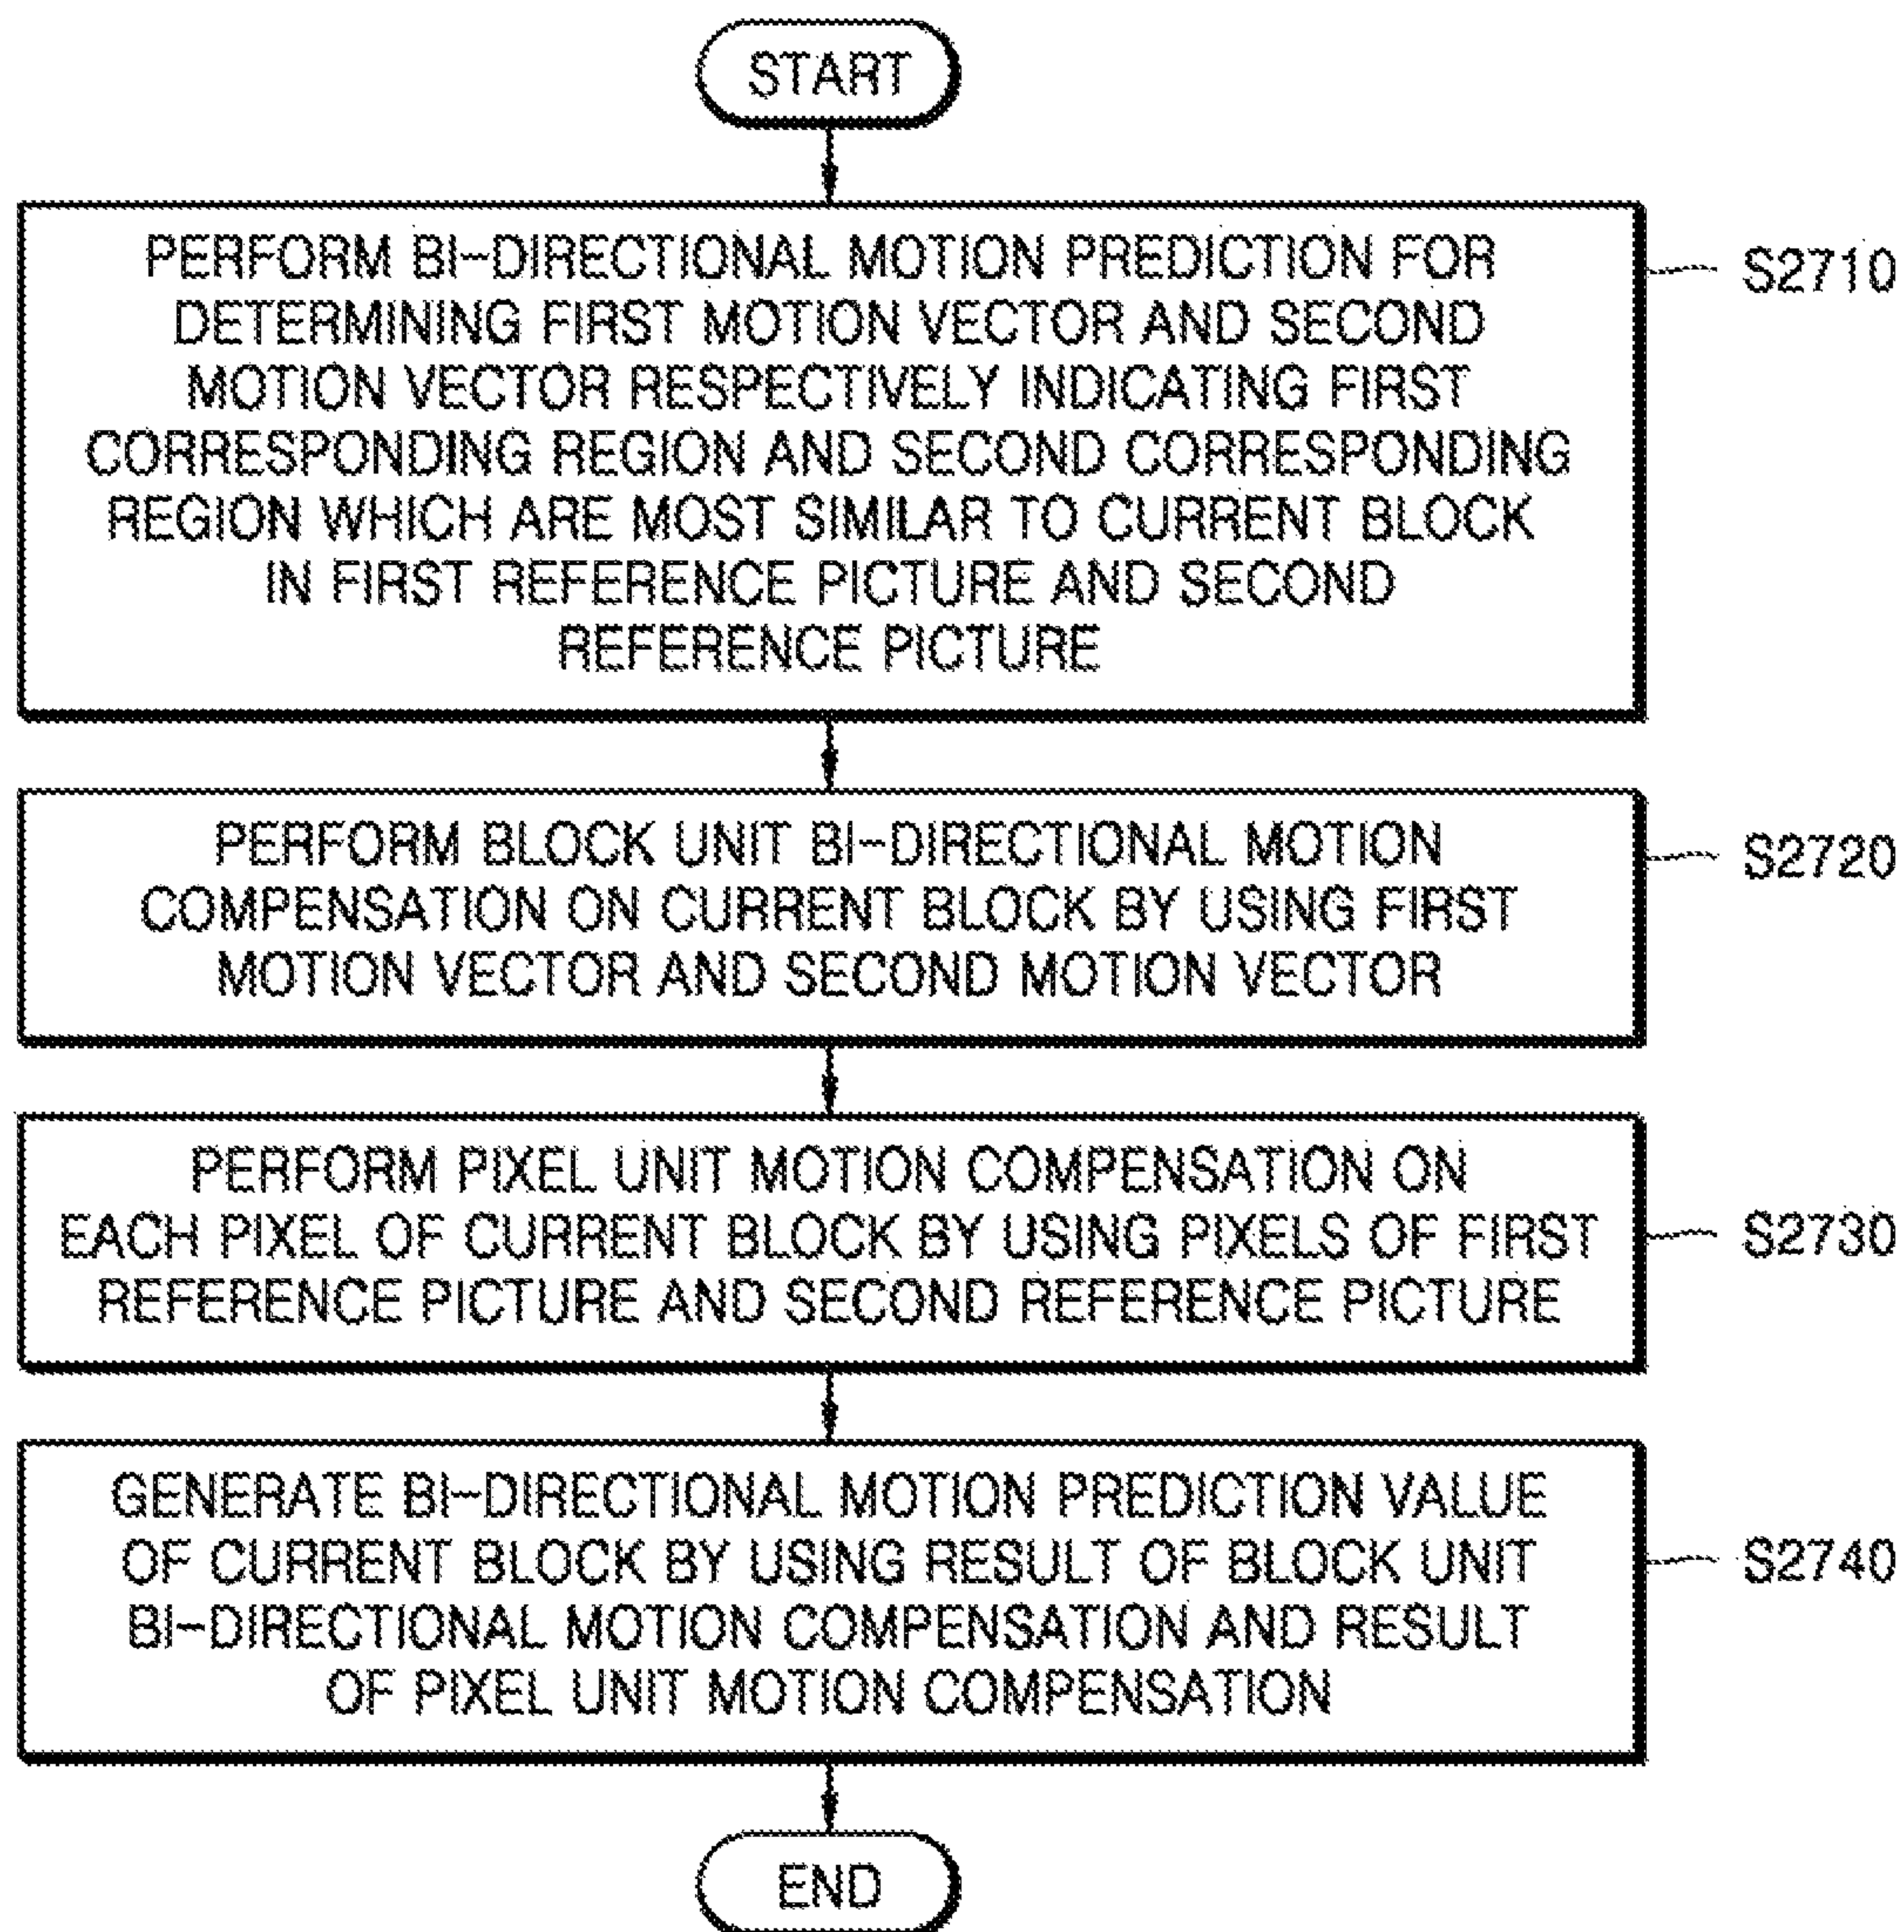 START
PERFORM BI-DIRECTIONAL MOTION PREDICTION FOR
DETERMINING FIRST MOTION VECTOR AND SECOND
MOTION VECTOR RESPECTIVELY INDICATING FIRST
CORRESPONDING REGION AND SECOND CORRESPONDING
REGION WHICH ARE MOST SIMILAR TO CURRENT BLOCK
IN FIRST REFERENCE PICTURE AND SECOND
REFERENCE PICTURE
S2710
PERFORM BLOCK UNIT BI-DIRECTIONAL MOTION
COMPENSATION ON CURRENT BLOCK BY USING FIRST
MOTION VECTOR AND SECOND MOTION VECTOR
S2720
PERFORM PIXEL UNIT MOTION COMPENSATION ON
EACH PIXEL OF CURRENT BLOCK BY USING PIXELS OF FIRST
REFERENCE PICTURE AND SECOND REFERENCE PICTURE
S2730
GENERATE BI-DIRECTIONAL MOTION PREDICTION VALUE
OF CURRENT BLOCK BY USING RESULT OF BLOCK UNIT
BI-DIRECTIONAL MOTION COMPENSATION AND RESULT
OF PIXEL UNIT MOTION COMPENSATION
S2740
END